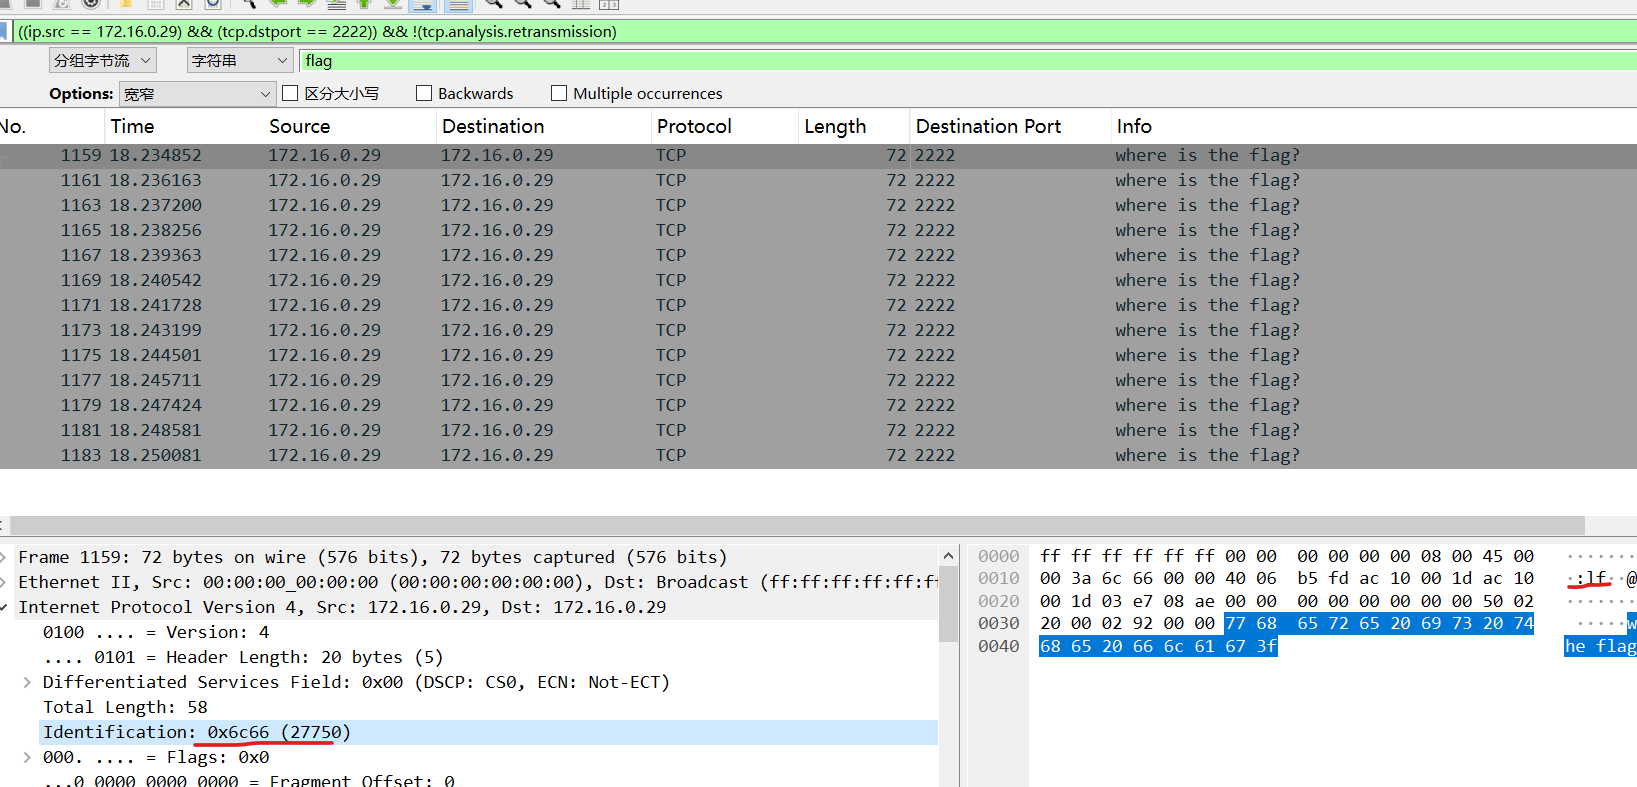 ((ip.src == 172.16.0.29) && (tcp.dstport == 2222)) && !(tcp.analysis.retransmission)
分组字节流 字符串 flag
Options: 宽窄 区分大小写 Backwards Multiple occurrences
No. Time Source Destination Protocol Length Destination Port Info
1159 18.234852 172.16.0.29 172.16.0.29 TCP 72 2222 where is the flag?
1161 18.236163 172.16.0.29 172.16.0.29 TCP 72 2222 where is the flag?
1163 18.237200 172.16.0.29 172.16.0.29 TCP 72 2222 where is the flag?
1165 18.238256 172.16.0.29 172.16.0.29 TCP 72 2222 where is the flag?
1167 18.239363 172.16.0.29 172.16.0.29 TCP 72 2222 where is the flag?
1169 18.240542 172.16.0.29 172.16.0.29 TCP 72 2222 where is the flag?
1171 18.241728 172.16.0.29 172.16.0.29 TCP 72 2222 where is the flag?
1173 18.243199 172.16.0.29 172.16.0.29 TCP 72 2222 where is the flag?
1175 18.244501 172.16.0.29 172.16.0.29 TCP 72 2222 where is the flag?
1177 18.245711 172.16.0.29 172.16.0.29 TCP 72 2222 where is the flag?
1179 18.247424 172.16.0.29 172.16.0.29 TCP 72 2222 where is the flag?
1181 18.248581 172.16.0.29 172.16.0.29 TCP 72 2222 where is the flag?
1183 18.250081 172.16.0.29 172.16.0.29 TCP 72 2222 where is the flag?
Frame 1159: 72 bytes on wire (576 bits), 72 bytes captured (576 bits)
Ethernet II, Src: 00:00:00_00:00:00 (00:00:00:00:00:00), Dst: Broadcast (ff:ff:ff:ff:ff:f
Internet Protocol Version 4, Src: 172.16.0.29, Dst: 172.16.0.29
0100 .... = Version: 4
.... 0101 = Header Length: 20 bytes (5)
Differentiated Services Field: 0x00 (DSCP: CS0, ECN: Not-ECT)
Total Length: 58
Identification: 0x6c66 (27750)
000. .... = Flags: 0x0
...0 0000 0000 0000 = Fragment Offset: 0
0000 ff ff ff ff ff ff 00 00 00 00 00 00 08 00 45 00 ·······
0010 00 3a 6c 66 00 00 40 06 b5 fd ac 10 00 1d ac 10 ·:lf··@
0020 00 1d 03 e7 08 ae 00 00 00 00 00 00 00 00 50 02 ·······
0030 20 00 02 92 00 00 77 68 65 72 65 20 69 73 20 74 ·····w
0040 68 65 20 66 6c 61 67 3f he flag